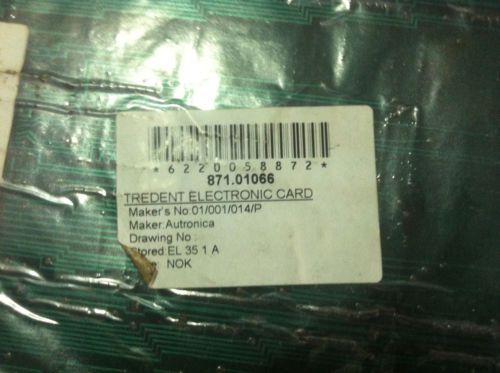 *6220058872*
871.01066
TREDENT ELECTRONIC CARD
Maker's No:01/001/014/P
Maker:Autronica
Drawing No :
Stored:EL 35 1 A
: NOK